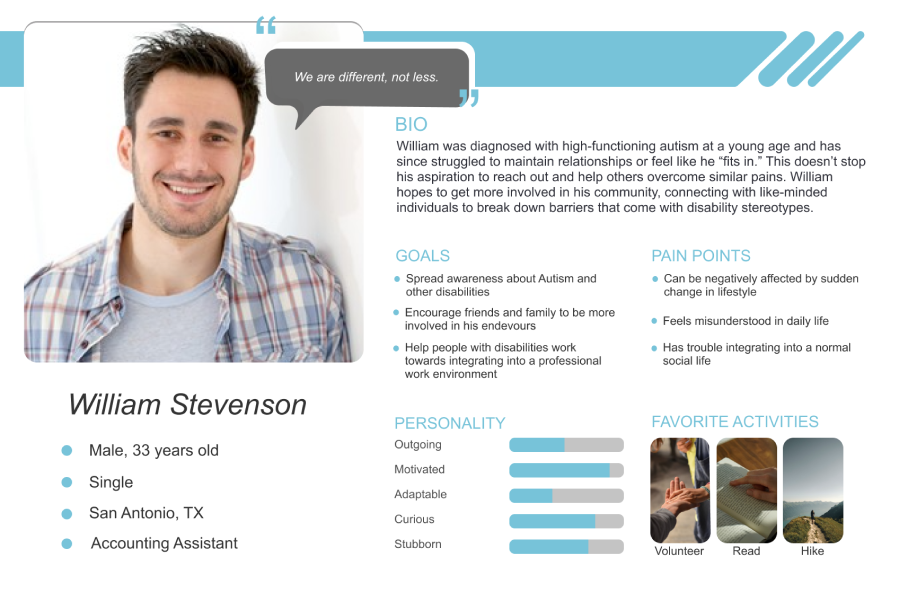 “
We are different, not less.
”
BIO
William was diagnosed with high-functioning autism at a young age and has
since struggled to maintain relationships or feel like he “fits in.” This doesn’t stop
his aspiration to reach out and help others overcome similar pains. William
hopes to get more involved in his community, connecting with like-minded
individuals to break down barriers that come with disability stereotypes.
GOALS
Spread awareness about Autism and
other disabilities
Encourage friends and family to be more
involved in his endevours
Help people with disabilities work
towards integrating into a professional
work environment
PAIN POINTS
Can be negatively affected by sudden
change in lifestyle
Feels misunderstood in daily life
Has trouble integrating into a normal
social life
William Stevenson
Male, 33 years old
Single
San Antonio, TX
Accounting Assistant
PERSONALITY
Outgoing
Motivated
Adaptable
Curious
Stubborn
FAVORITE ACTIVITIES
Volunteer
Read
Hike